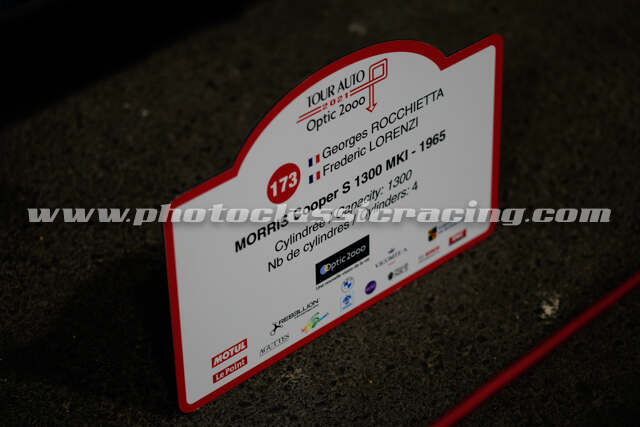 TOUR AUTO
2021
Optic 2000
Georges ROCCHIETTA
Frederic LORENZI
173
MORRIS Cooper S 1300 MKI - 1965
Cylindree / Capacity: 1300
Nb de cylindres / Cylinders: 4
www.photoclassicracing.com
Optic 2000
REBELLION
AGUTTES
MOTUL
Le Point